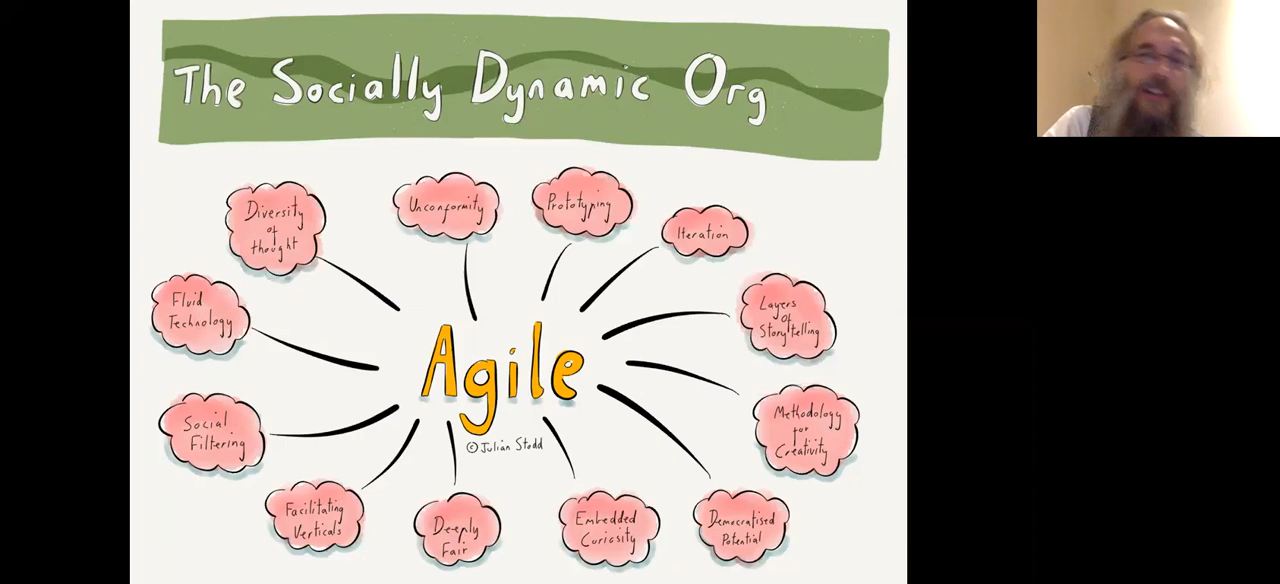 The Socially Dynamic Org
Diversity
of
thought
Unconformity
Prototyping
Iteration
Fluid
Technology
Layers
of
Storytelling
Agile
©Julian Stodd
Social
Filtering
Methodology
for
Creativity
Facilitating
Verticals
Deeply
Fair
Embedded
Curiosity
Democratised
Potential